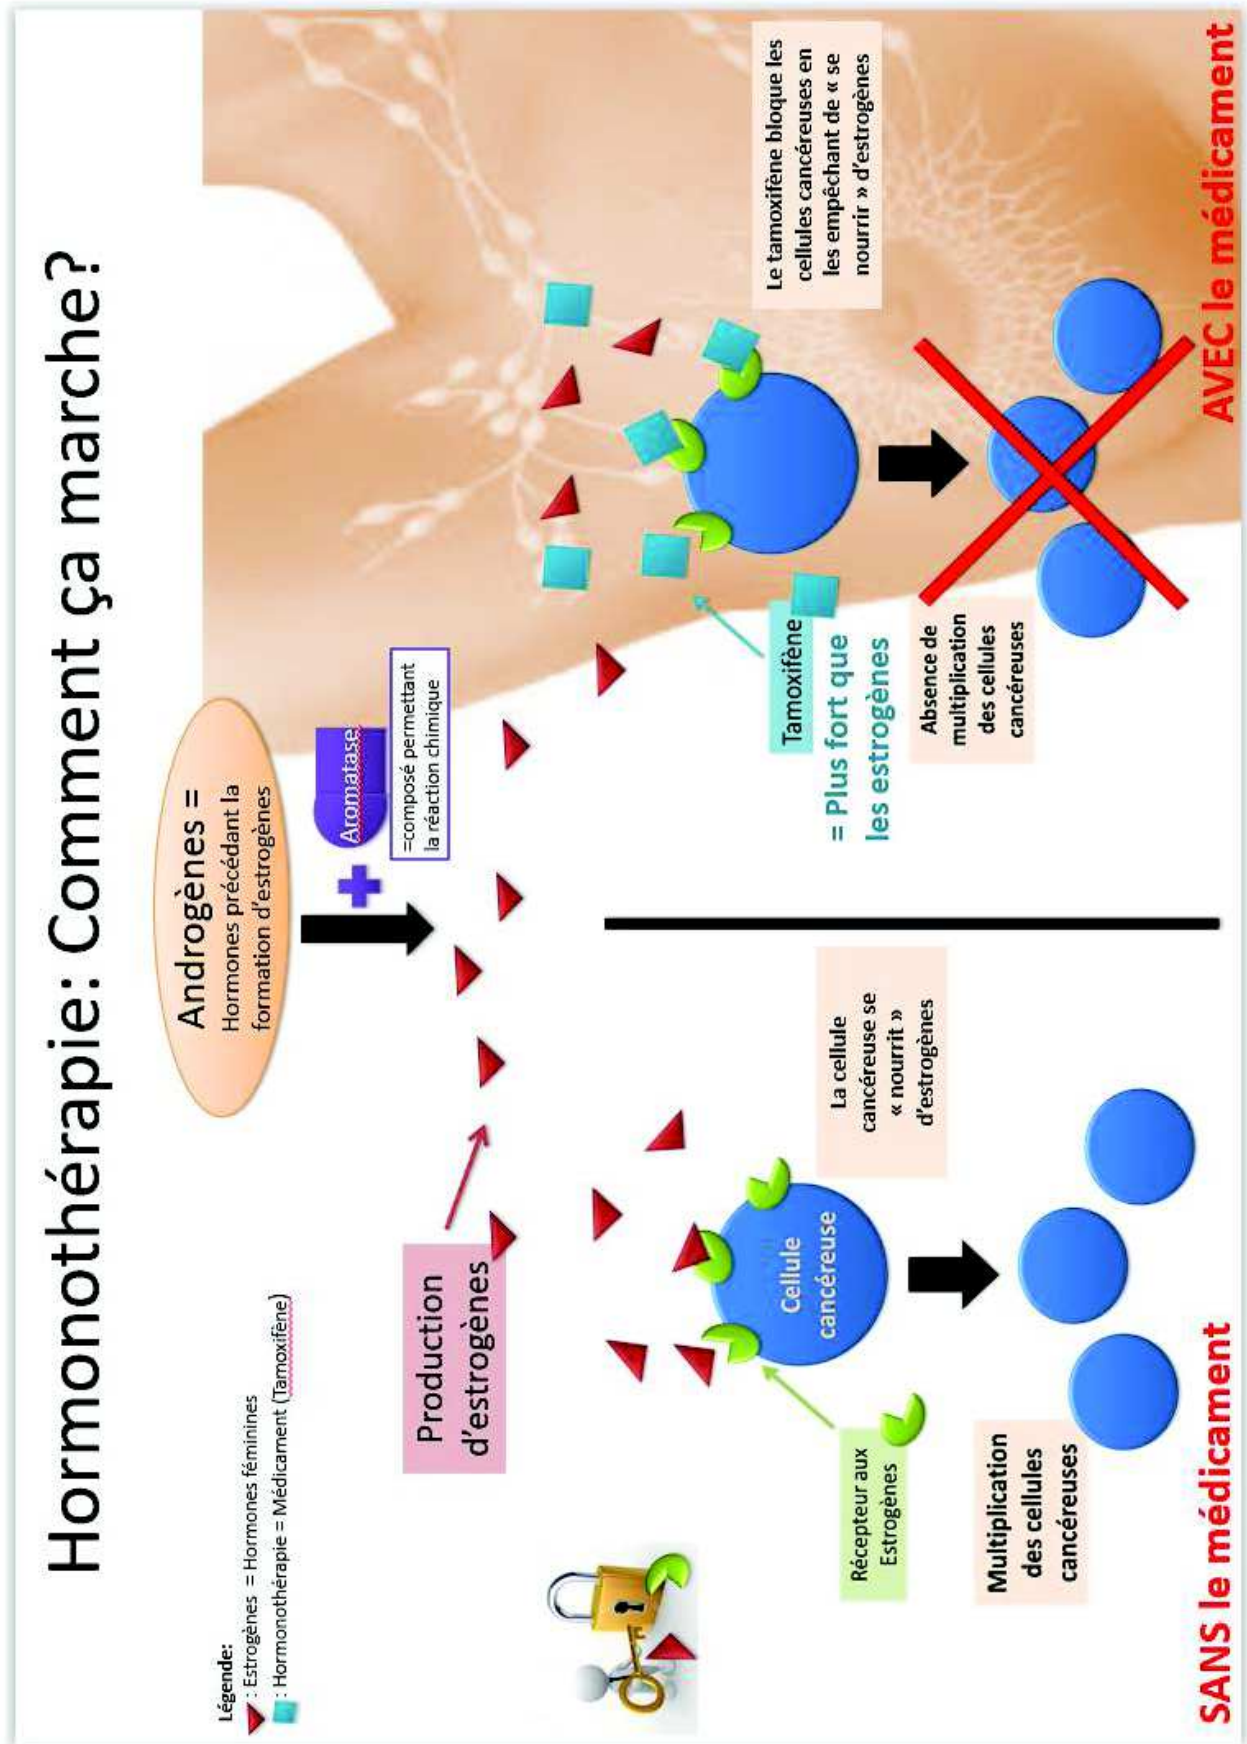 Hormonothérapie: Comment ça marche?
Légende:
: Estrogènes = Hormones féminines
: Hormonothérapie = Médicament (Tamoxifène)
Androgènes =
Hormones précédant la
formation d'estrogènes
Aromatase
=composé permettant
la réaction chimique
Production
d'estrogènes
Cellule
cancéreuse
La cellule
cancéreuse se
« nourrit »
d'estrogènes
Récepteur aux
Estrogènes
Multiplication
des cellules
cancéreuses
SANS le médicament
Tamoxifène
= Plus fort que
les estrogènes
Le tamoxifène bloque les
cellules cancéreuses en
les empêchant de « se
nourrir » d'estrogènes
Absence de
multiplication
des cellules
cancéreuses
AVEC le médicament